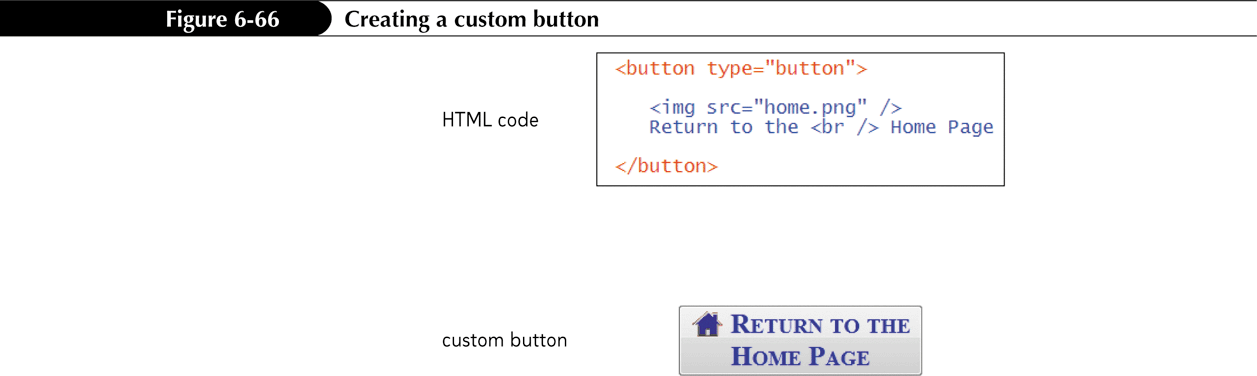 Figure 6-66 Creating a custom button
<button type="button">
HTML code
<img src="home.png" />
Return to the <br /> Home Page
</button>
custom button
RETURN TO THE
HOME PAGE